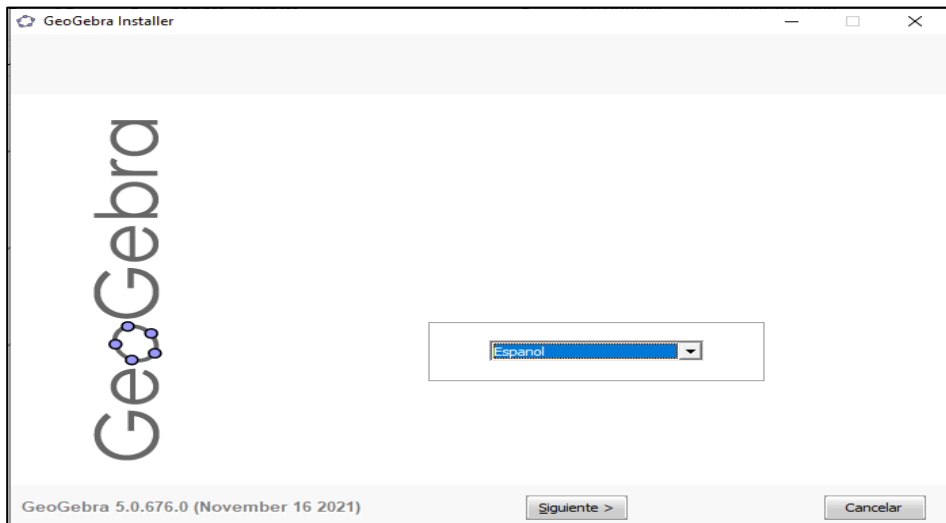 GeoGebra Installer
GeoGebra
Espanol
GeoGebra 5.0.676.0 (November 16 2021)
Siguiente >
Cancelar